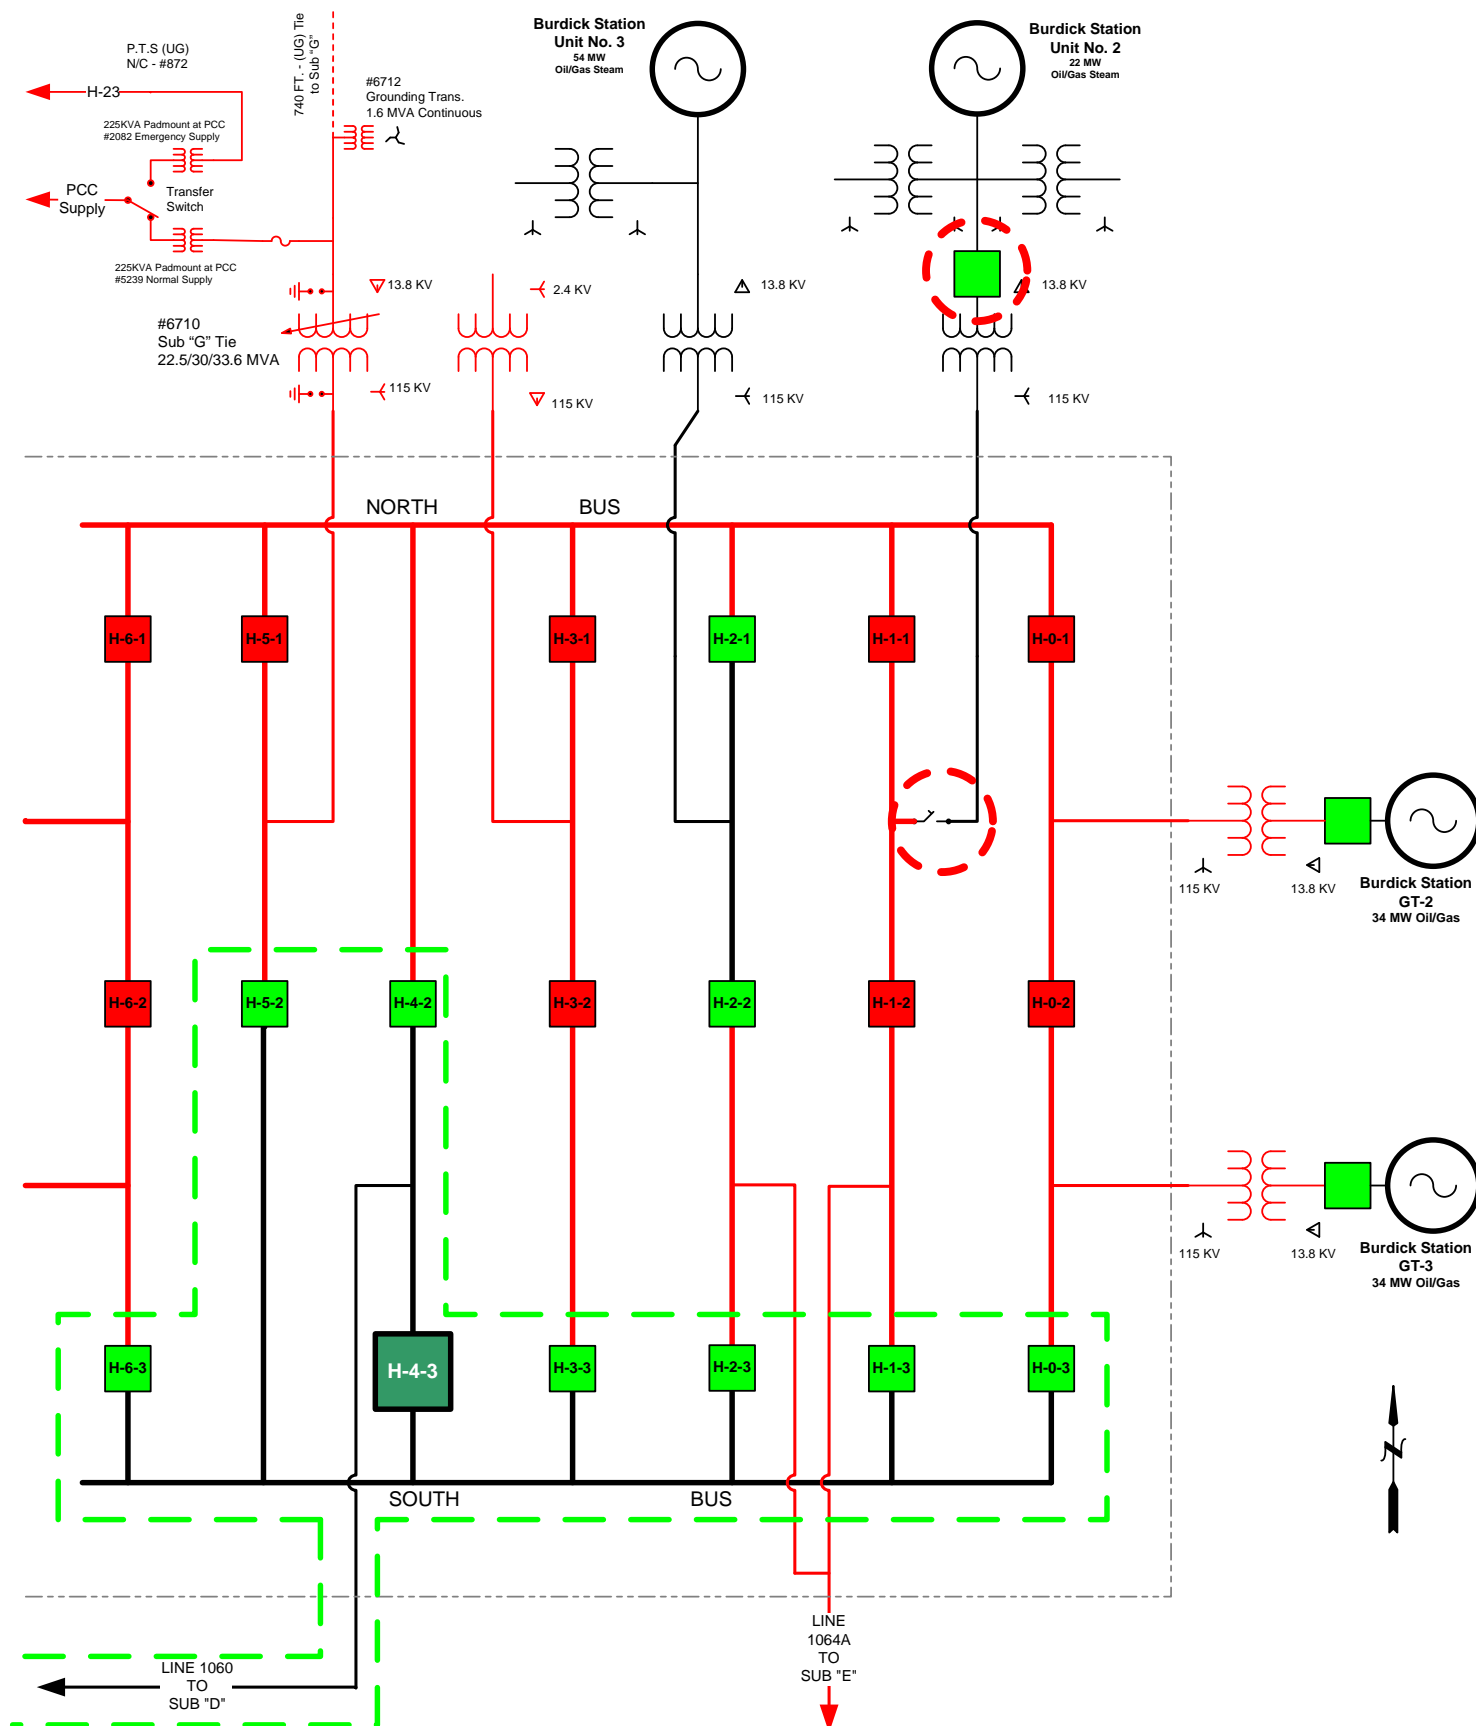 Burdick Station
Unit No. 3
54 MW
Oil/Gas Steam
Burdick Station
Unit No. 2
22 MW
Oil/Gas Steam
P.T.S (UG)
N/C - #872
H-23
740 FT. - (UG) Tie
to Sub "G"
#6712
Grounding Trans.
1.6 MVA Continuous
225KVA Padmount at PCC
#2082 Emergency Supply
PCC
Supply
Transfer
Switch
225KVA Padmount at PCC
#5239 Normal Supply
13.8 KV
2.4 KV
13.8 KV
13.8 KV
#6710
Sub “G” Tie
22.5/30/33.6 MVA
115 KV
115 KV
115 KV
115 KV
NORTH BUS
H-6-1
H-5-1
H-3-1
H-2-1
H-1-1
H-0-1
115 KV
13.8 KV
Burdick Station
GT-2
34 MW Oil/Gas
H-6-2
H-5-2
H-4-2
H-3-2
H-2-2
H-1-2
H-0-2
115 KV
13.8 KV
Burdick Station
GT-3
34 MW Oil/Gas
H-6-3
H-4-3
H-3-3
H-2-3
H-1-3
H-0-3
N
SOUTH BUS
LINE
1064A
TO
SUB "E"
LINE 1060
TO
SUB "D"